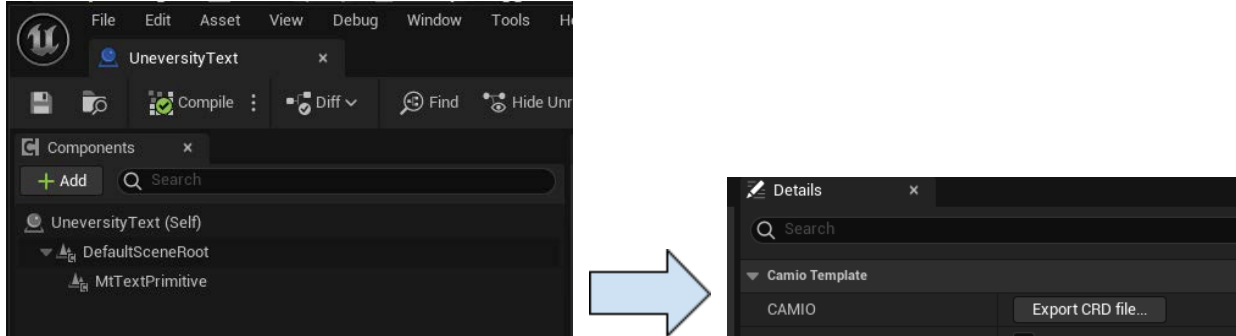 File Edit Asset View Debug Window Tools
UneversityText ×
Compile Diff Find Hide Unr
Components ×
+ Add Search
UneversityText (Self)
DefaultSceneRoot
MtTextPrimitive
Details ×
Search
Camio Template
CAMIO Export CRD file...